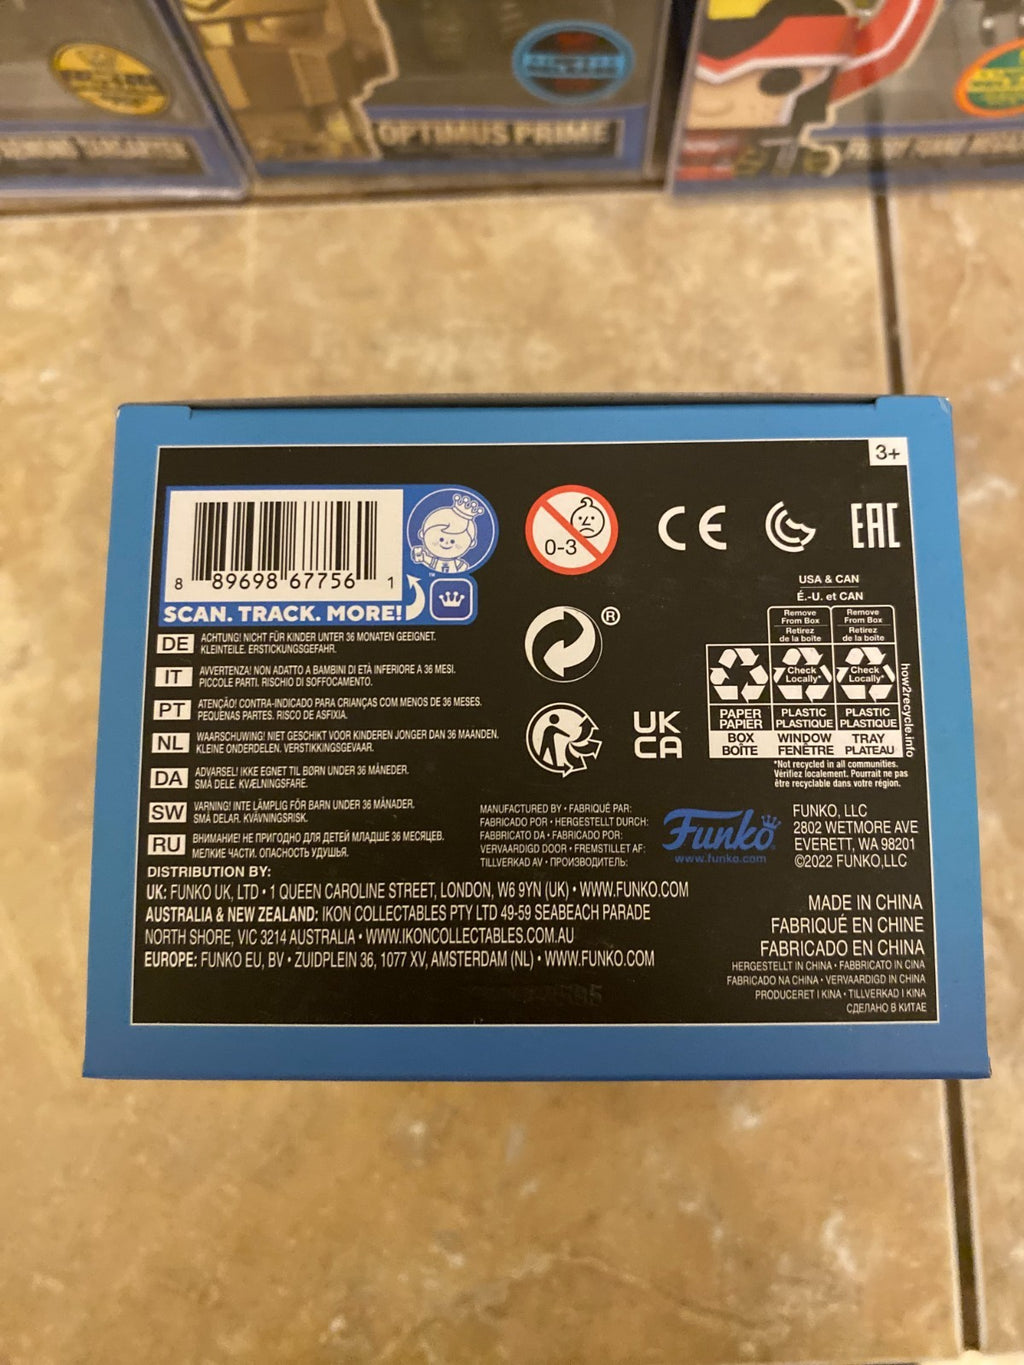 OPTIMUS PRIME
3+
8 89698 67756 1
SCAN. TRACK. MORE!
™
0-3
CE
EAC
®
UK
CA
DE ACHTUNG! NICHT FÜR KINDER UNTER 36 MONATEN GEEIGNET.
KLEINTEILE. ERSTICKUNGSGEFAHR.
IT AVVERTENZA! NON ADATTO A BAMBINI DI ETÀ INFERIORE A 36 MESI.
PICCOLE PARTI. RISCHIO DI SOFFOCAMENTO.
PT ATENÇÃO! CONTRA-INDICADO PARA CRIANÇAS COM MENOS DE 36 MESES.
PEQUENAS PARTES. RISCO DE ASFIXIA.
NL WAARSCHUWING! NIET GESCHIKT VOOR KINDEREN JONGER DAN 36 MAANDEN.
KLEINE ONDERDELEN. VERSTIKKINGSGEVAAR.
DA ADVARSEL! IKKE EGNET TIL BØRN UNDER 36 MÅNEDER.
SMÅ DELE. KVÆLNINGSFARE.
SW VARNING! INTE LÄMPLIG FÖR BARN UNDER 36 MÅNADER.
SMÅ DELAR. KVÄVNINGSRISK.
RU ВНИМАНИЕ! НЕ ПРИГОДНО ДЛЯ ДЕТЕЙ МЛАДШЕ 36 МЕСЯЦЕВ.
МЕЛКИЕ ЧАСТИ. ОПАСНОСТЬ УДУШЬЯ.
USA & CAN
É.-U. et CAN
Remove
From Box
Retirez
de la boîte
Remove
From Box
Retirez
de la boîte
Check
Locally*
Check
Locally*
PAPER
PAPIER
BOX
BOÎTE
PLASTIC
PLASTIQUE
WINDOW
FENÊTRE
PLASTIC
PLASTIQUE
TRAY
PLATEAU
how2recycle.info
*Not recycled in all communities.
Vérifiez localement. Pourrait ne pas
être recyclable dans votre région.
MANUFACTURED BY • FABRIQUÉ PAR:
FABRICADO POR • HERGESTELLT DURCH:
FABBRICATO DA • FABRICADO POR:
VERVAARDIGD DOOR • FREMSTILLET AF:
TILLVERKAD AV • ПРОИЗВОДИТЕЛЬ:
Funko
www.funko.com
FUNKO, LLC
2802 WETMORE AVE
EVERETT, WA 98201
©2022 FUNKO,LLC
DISTRIBUTION BY:
UK: FUNKO UK, LTD • 1 QUEEN CAROLINE STREET, LONDON, W6 9YN (UK) • WWW.FUNKO.COM
AUSTRALIA & NEW ZEALAND: IKON COLLECTABLES PTY LTD 49-59 SEABEACH PARADE
NORTH SHORE, VIC 3214 AUSTRALIA • WWW.IKONCOLLECTABLES.COM.AU
EUROPE: FUNKO EU, BV • ZUIDPLEIN 36, 1077 XV, AMSTERDAM (NL) • WWW.FUNKO.COM
MADE IN CHINA
FABRIQUÉ EN CHINE
FABRICADO EN CHINA
HERGESTELLT IN CHINA • FABBRICATO IN CINA
FABRICADO NA CHINA • VERVAARDIGD IN CHINA
PRODUCERET I KINA • TILLVERKAD I KINA
СДЕЛАНО В КИТАЕ